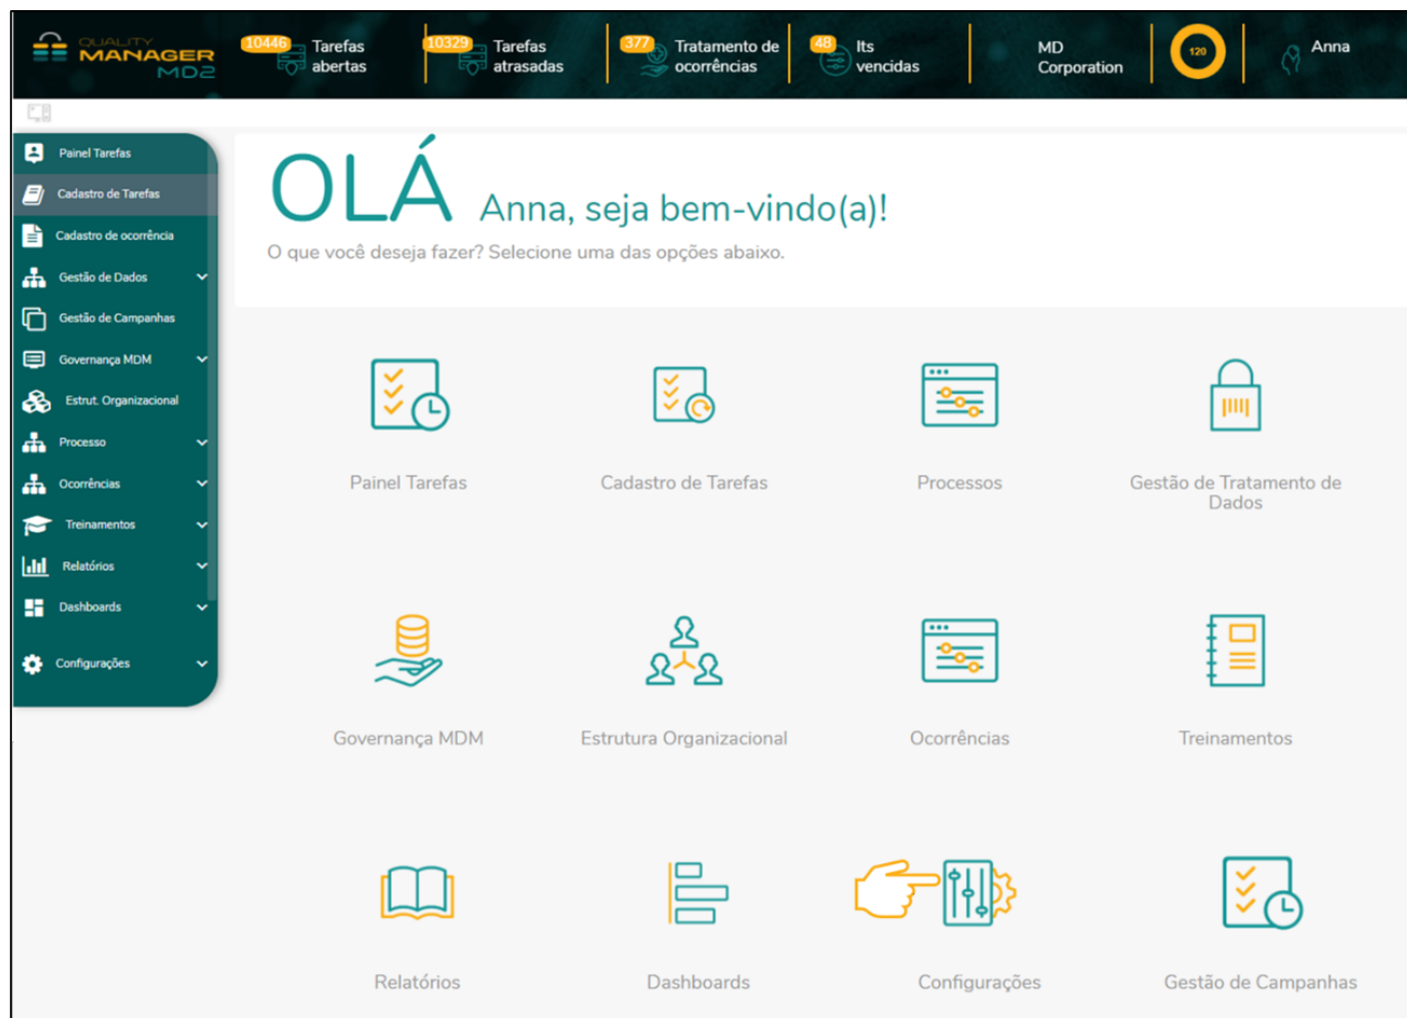 QUALITY
MANAGER
MD2
10446
Tarefas
abertas
10329
Tarefas
atrasadas
377
Tratamento de
ocorrências
48
Its
vencidas
MD
Corporation
120
Anna
Painel Tarefas
Cadastro de Tarefas
Cadastro de ocorrência
Gestão de Dados
Gestão de Campanhas
Governança MDM
Estrut. Organizacional
Processo
Ocorrências
Treinamentos
Relatórios
Dashboards
Configurações
OLÁ Anna, seja bem-vindo(a)!
O que você deseja fazer? Selecione uma das opções abaixo.
Painel Tarefas
Cadastro de Tarefas
Processos
Gestão de Tratamento de
Dados
Governança MDM
Estrutura Organizacional
Ocorrências
Treinamentos
Relatórios
Dashboards
Configurações
Gestão de Campanhas